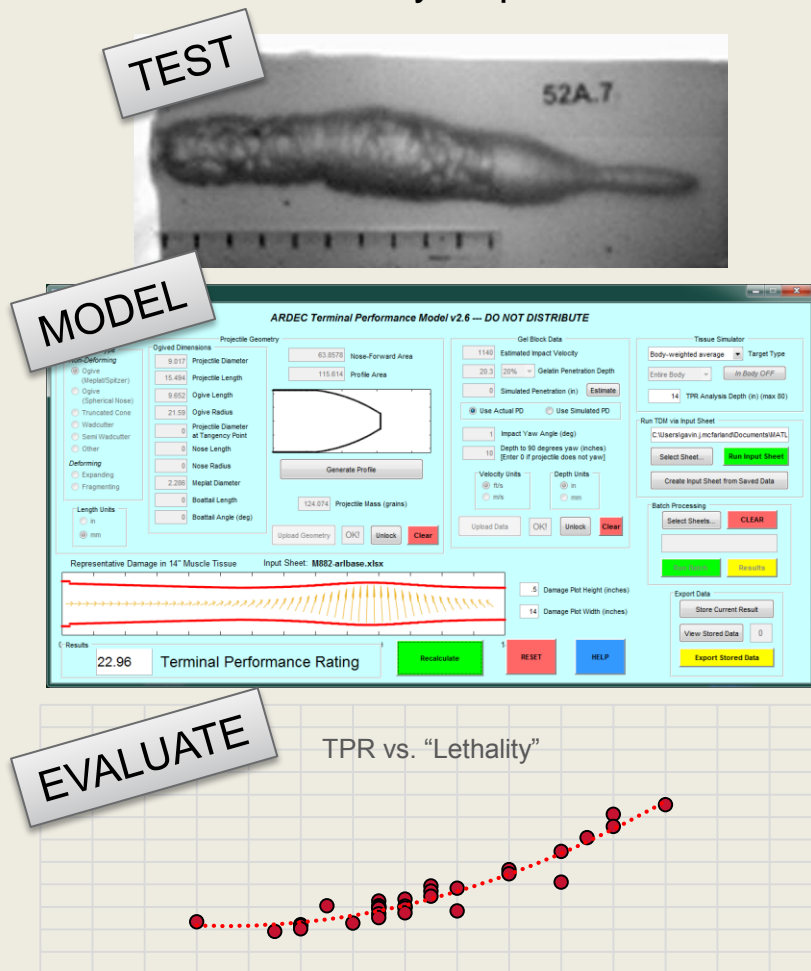 TEST
52A.7
MODEL
ARDEC Terminal Performance Model v2.6 --- DO NOT DISTRIBUTE
Projectile Geometry
Non-Deforming
Ogive
(Meplat/Spitzer)
Ogive
(Spherical Nose)
Truncated Cone
Wadcutter
Semi Wadcutter
Other
Deforming
Expanding
Fragmenting
Length Units
in
mm
Ogived Dimensions
9.017 Projectile Diameter
15.494 Projectile Length
9.652 Ogive Length
21.59 Ogive Radius
0 Projectile Diameter
at Tangency Point
0 Nose Length
0 Nose Radius
2.286 Meplat Diameter
0 Boattail Length
0 Boattail Angle (deg)
63.8578 Nose-Forward Area
115.614 Profile Area
Generate Profile
124.074 Projectile Mass (grains)
Upload Geometry OK! Unlock Clear
Gel Block Data
1140 Estimated Impact Velocity
20.3 20% Gelatin Penetration Depth
0 Simulated Penetration (in) Estimate
Use Actual PD Use Simulated PD
1 Impact Yaw Angle (deg)
10 Depth to 90 degrees yaw (inches)
[Enter 0 if projectile does not yaw]
Velocity Units Depth Units
ft/s in
m/s mm
Upload Data OK! Unlock Clear
Tissue Simulator
Body-weighted average Target Type
Entire Body In Body OFF
14 TPR Analysis Depth (in) (max 80)
Run TDM via Input Sheet
C:\Users\gavin.j.mcfarland\Documents\MATL
Select Sheet... Run Input Sheet
Create Input Sheet from Saved Data
Batch Processing
Select Sheets... CLEAR
Run Batch Results
Export Data
Store Current Result
View Stored Data 0
Export Stored Data
Representative Damage in 14" Muscle Tissue Input Sheet: M882-arlbase.xlsx
.5 Damage Plot Height (inches)
14 Damage Plot Width (inches)
Results
22.96 Terminal Performance Rating
Recalculate RESET HELP
EVALUATE
TPR vs. “Lethality”